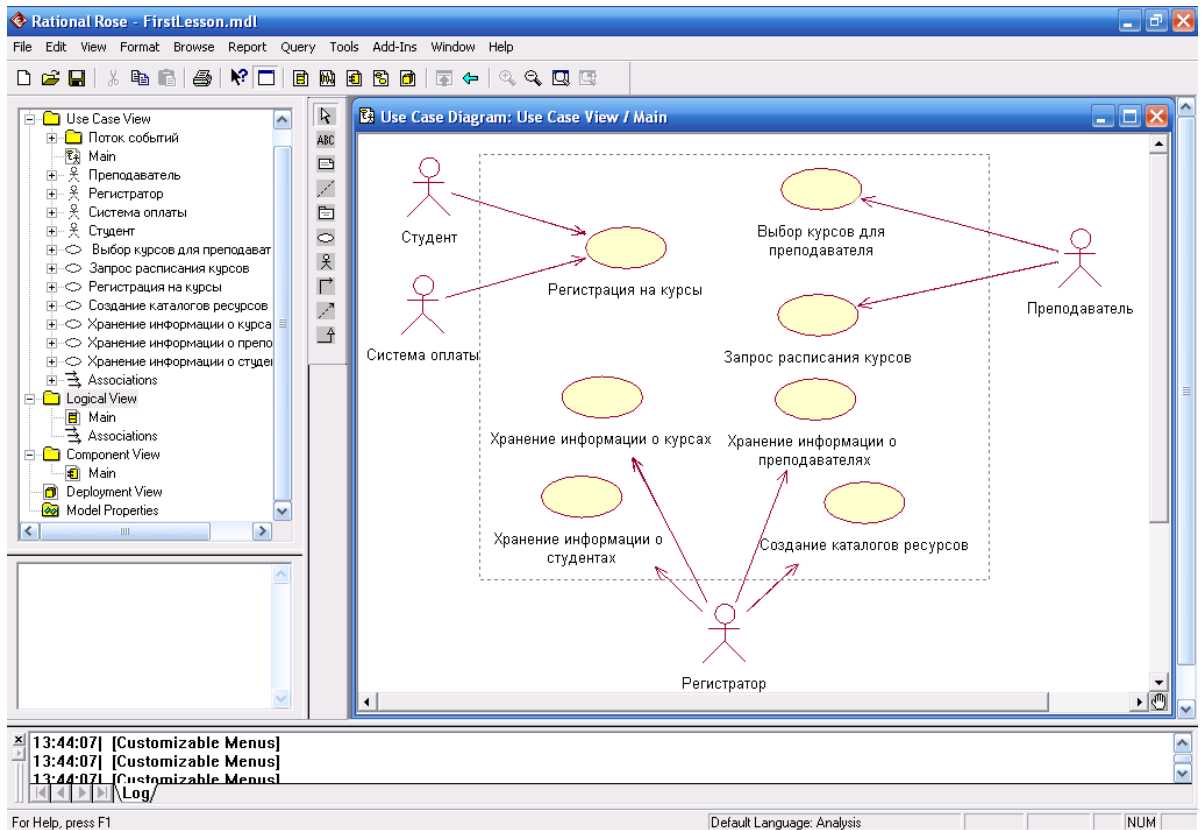 Rational Rose - FirstLesson.mdl
File Edit View Format Browse Report Query Tools Add-Ins Window Help
Use Case View
Поток событий
Main
Преподаватель
Регистратор
Система оплаты
Студент
Выбор курсов для преподават
Запрос расписания курсов
Регистрация на курсы
Создание каталогов ресурсов
Хранение информации о курса
Хранение информации о препо
Хранение информации о студен
Associations
Logical View
Main
Associations
Component View
Main
Deployment View
Model Properties
ABC
Use Case Diagram: Use Case View / Main
Студент
Система оплаты
Регистрация на курсы
Выбор курсов для
преподавателя
Преподаватель
Запрос расписания курсов
Хранение информации о курсах
Хранение информации о
преподавателях
Хранение информации о
студентах
Создание каталогов ресурсов
Регистратор
13:44:07| [Customizable Menus]
13:44:07| [Customizable Menus]
13:44:07| [Customizable Menus]
Log
For Help, press F1
Default Language: Analysis
NUM